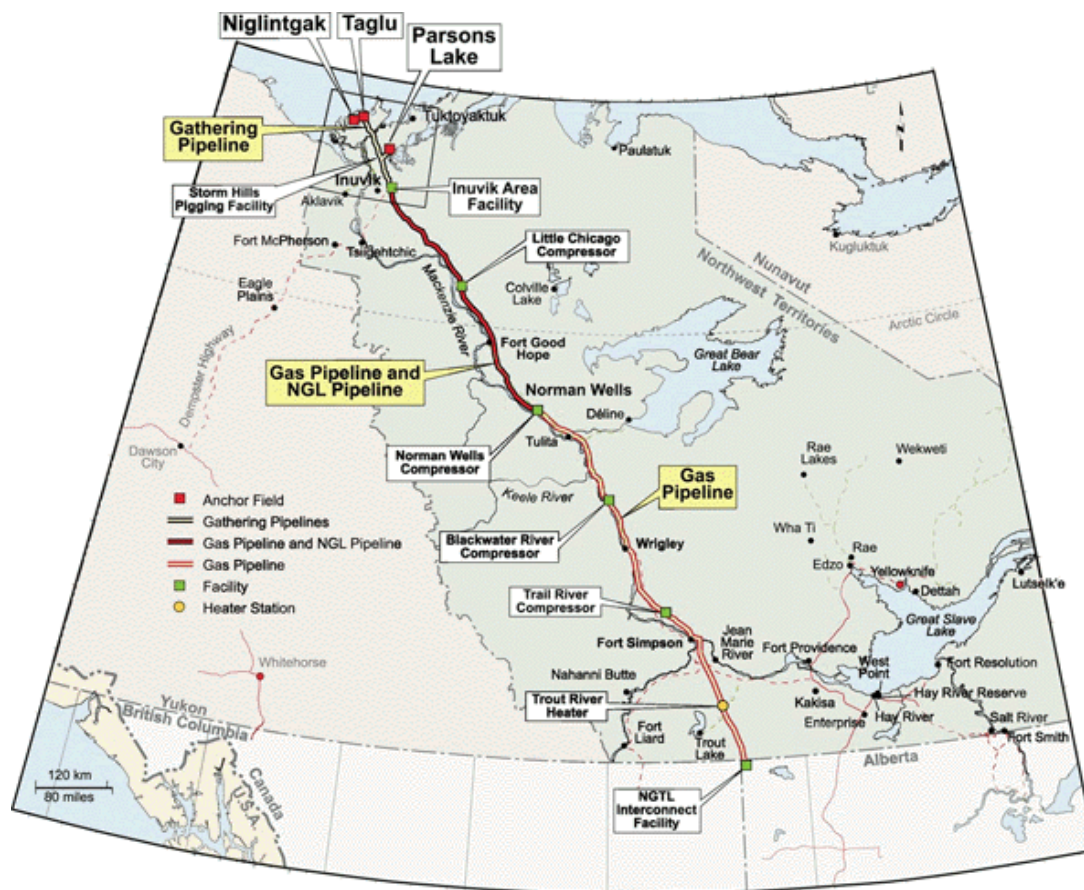 Niglintgak
Taglu
Parsons
Lake
Gathering
Pipeline
Tuktoyaktuk
Paulatuk
N
Storm Hills
Pigging Facility
Inuvik
Inuvik Area
Facility
Aklavik
Fort McPherson
Tsiigehtchic
Little Chicago
Compressor
Kugluktuk
Eagle
Plains
Mackenzie River
Colville
Lake
Nunavut
Northwest Territories
Arctic Circle
Dempster Highway
Fort Good
Hope
Great Bear
Lake
Gas Pipeline and
NGL Pipeline
Norman Wells
Déline
Dawson
City
Norman Wells
Compressor
Tulita
Rae
Lakes
Wekweti
Keele River
Gas
Pipeline
Anchor Field
Gathering Pipelines
Gas Pipeline and NGL Pipeline
Gas Pipeline
Facility
Heater Station
Blackwater River
Compressor
Wrigley
Wha Ti
Rae
Edzo
Yellowknife
Dettah
Lutselk'e
Trail River
Compressor
Great Slave
Lake
Fort Simpson
Jean
Marie
River
Fort Providence
West
Point
Fort Resolution
Whitehorse
Nahanni Butte
Kakisa
Hay River Reserve
Trout River
Heater
Enterprise
Hay River
Salt River
Fort Smith
Yukon
British Columbia
Fort
Liard
Trout
Lake
Alberta
120 km
80 miles
Canada
U.S.A
NGTL
Interconnect
Facility